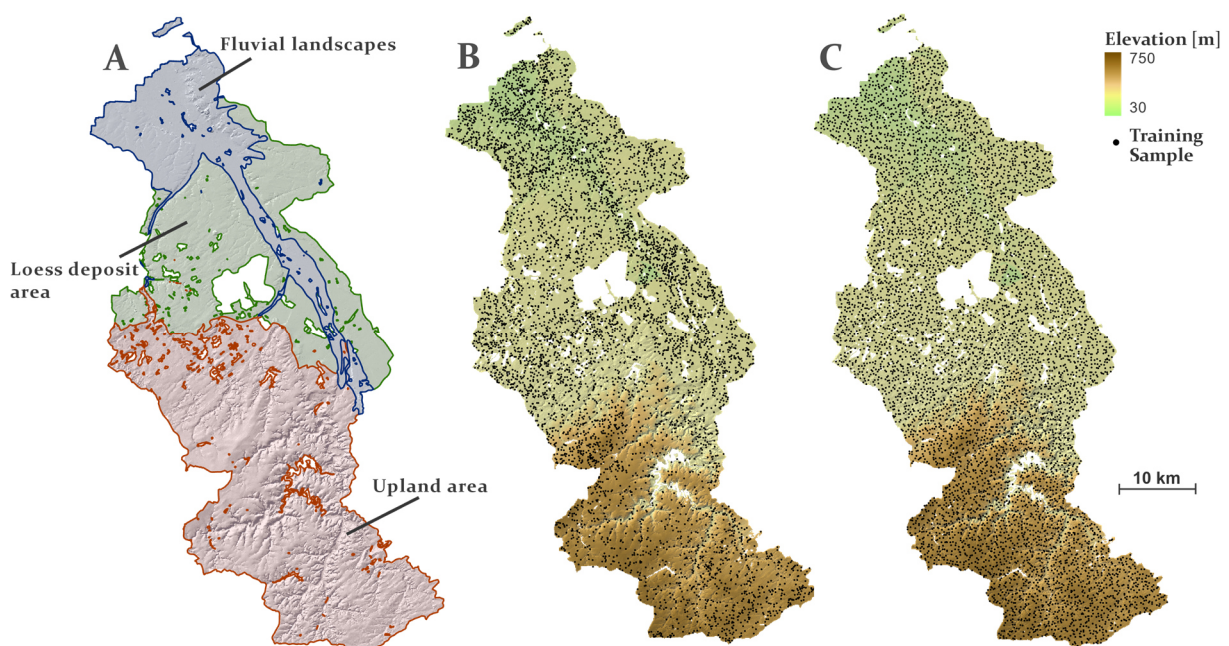 A
Fluvial landscapes
Loess deposit
area
Upland area
B
C
Elevation [m]
750
30
Training
Sample
10 km